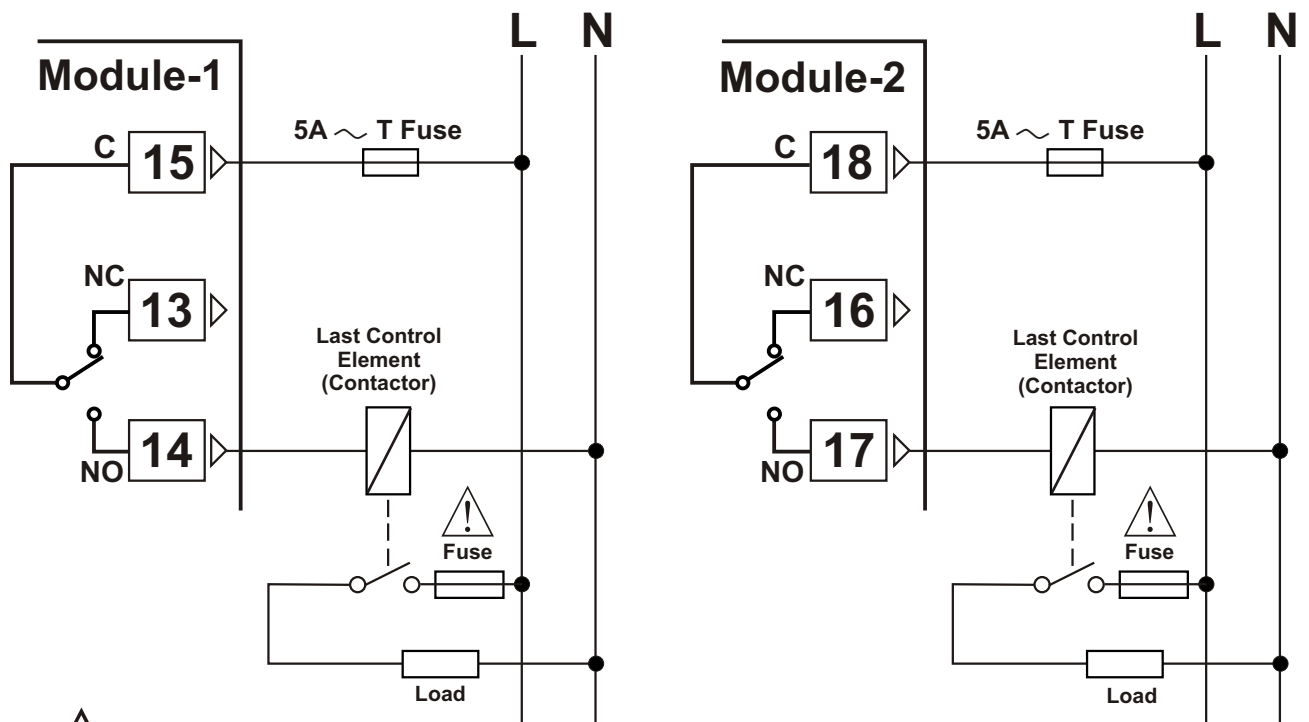 L N
Module-1
5A ～ T Fuse
C
15
NC
13
Last Control
Element
(Contactor)
14
NO
!
Fuse
Load
L N
Module-2
5A ～ T Fuse
C
18
NC
16
Last Control
Element
(Contactor)
17
NO
!
Fuse
Load